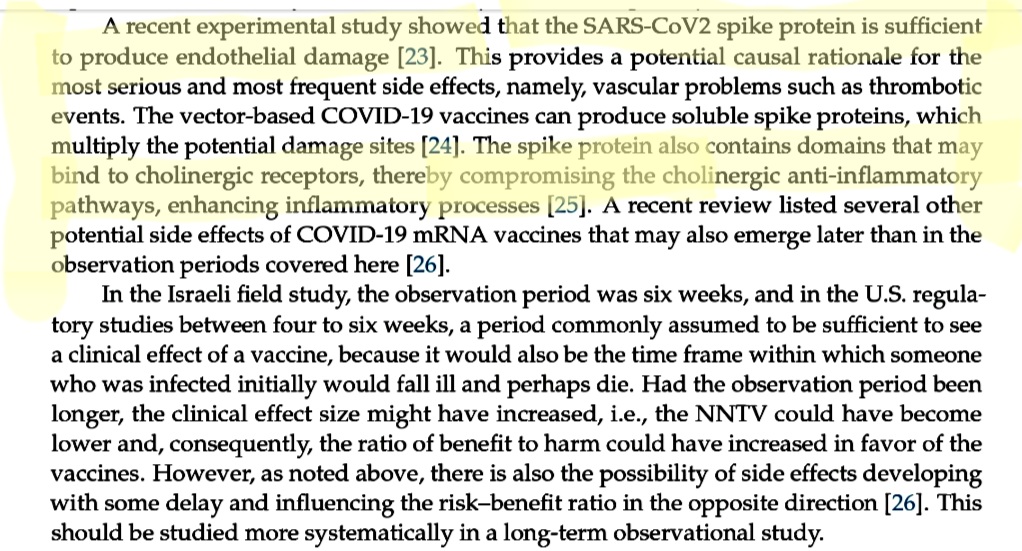 A recent experimental study showed that the SARS-CoV2 spike protein is sufficient
to produce endothelial damage [23]. This provides a potential causal rationale for the
most serious and most frequent side effects, namely, vascular problems such as thrombotic
events. The vector-based COVID-19 vaccines can produce soluble spike proteins, which
multiply the potential damage sites [24]. The spike protein also contains domains that may
bind to cholinergic receptors, thereby compromising the cholinergic anti-inflammatory
pathways, enhancing inflammatory processes [25]. A recent review listed several other
potential side effects of COVID-19 mRNA vaccines that may also emerge later than in the
observation periods covered here [26].
In the Israeli field study, the observation period was six weeks, and in the U.S. regula-
tory studies between four to six weeks, a period commonly assumed to be sufficient to see
a clinical effect of a vaccine, because it would also be the time frame within which someone
who was infected initially would fall ill and perhaps die. Had the observation period been
longer, the clinical effect size might have increased, i.e., the NNTV could have become
lower and, consequently, the ratio of benefit to harm could have increased in favor of the
vaccines. However, as noted above, there is also the possibility of side effects developing
with some delay and influencing the risk–benefit ratio in the opposite direction [26]. This
should be studied more systematically in a long-term observational study.